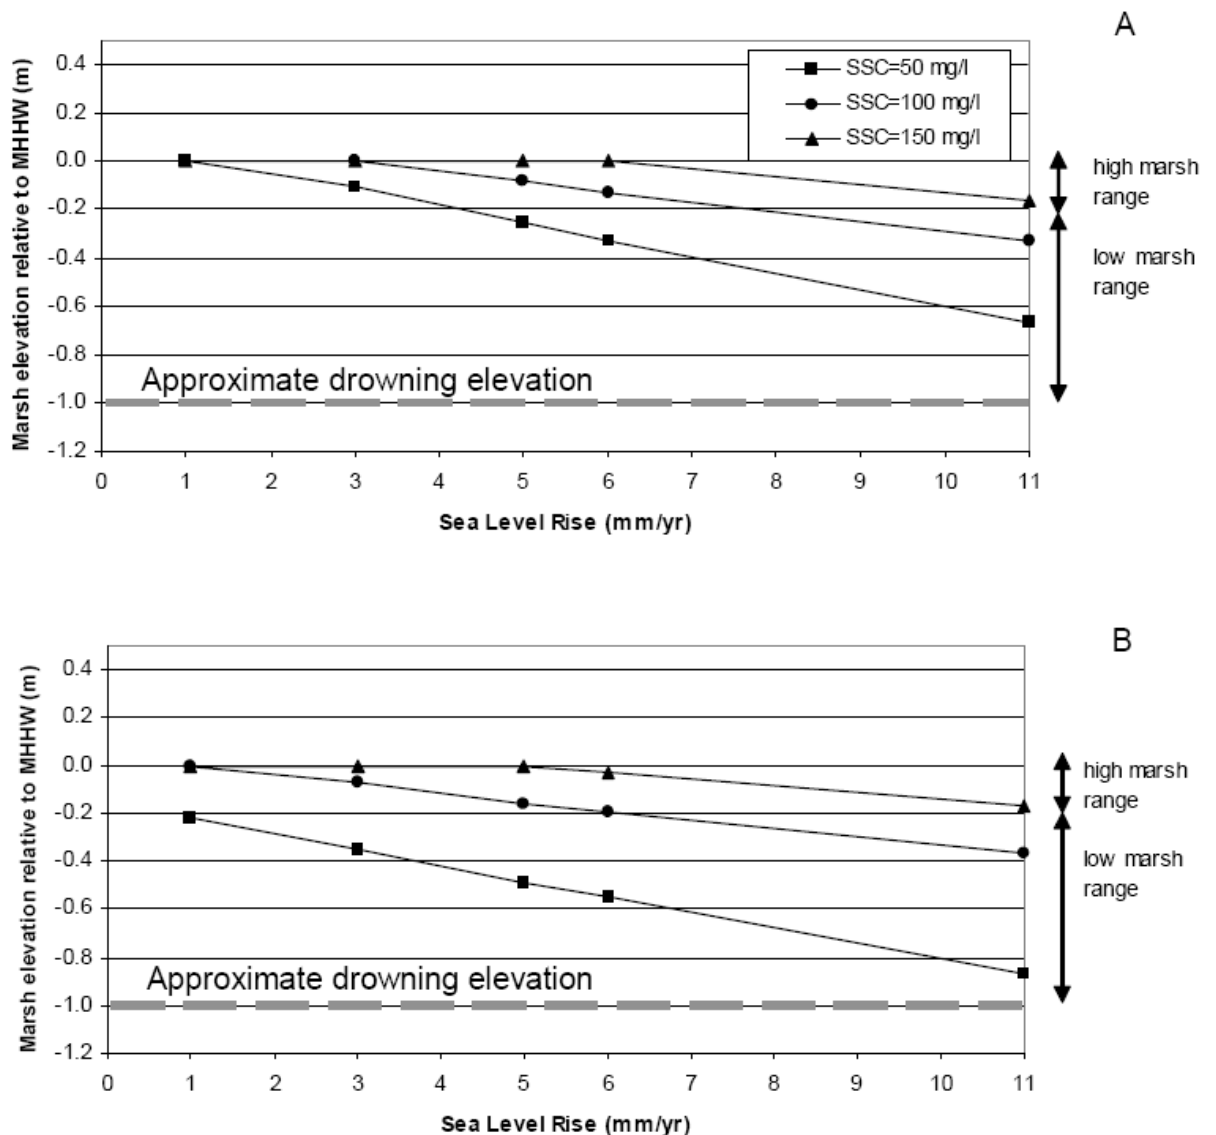 A
Marsh elevation relative to MHHW (m)
0.4
0.2
0.0
-0.2
-0.4
-0.6
-0.8
-1.0
-1.2
SSC=50 mg/l
SSC=100 mg/l
SSC=150 mg/l
high marsh
range
low marsh
range
Approximate drowning elevation
0 1 2 3 4 5 6 7 8 9 10 11
Sea Level Rise (mm/yr)
B
Marsh elevation relative to MHHW (m)
0.4
0.2
0.0
-0.2
-0.4
-0.6
-0.8
-1.0
-1.2
high marsh
range
low marsh
range
Approximate drowning elevation
0 1 2 3 4 5 6 7 8 9 10 11
Sea Level Rise (mm/yr)